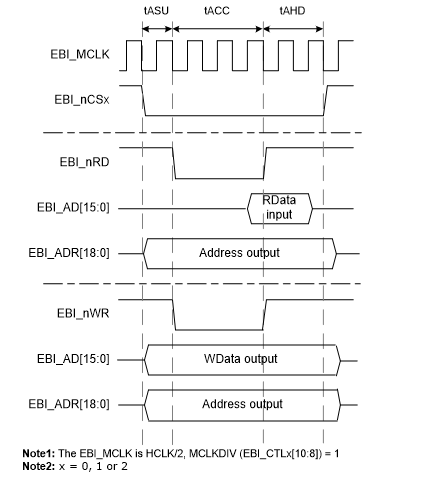 tASU tACC tAHD
EBI_MCLK
EBI_nCSx
EBI_nRD
EBI_AD[15:0]
RData
input
EBI_ADR[18:0]
Address output
EBI_nWR
EBI_AD[15:0]
WData output
EBI_ADR[18:0]
Address output
Note1: The EBI_MCLK is HCLK/2, MCLKDIV (EBI_CTLx[10:8]) = 1
Note2: x = 0, 1 or 2